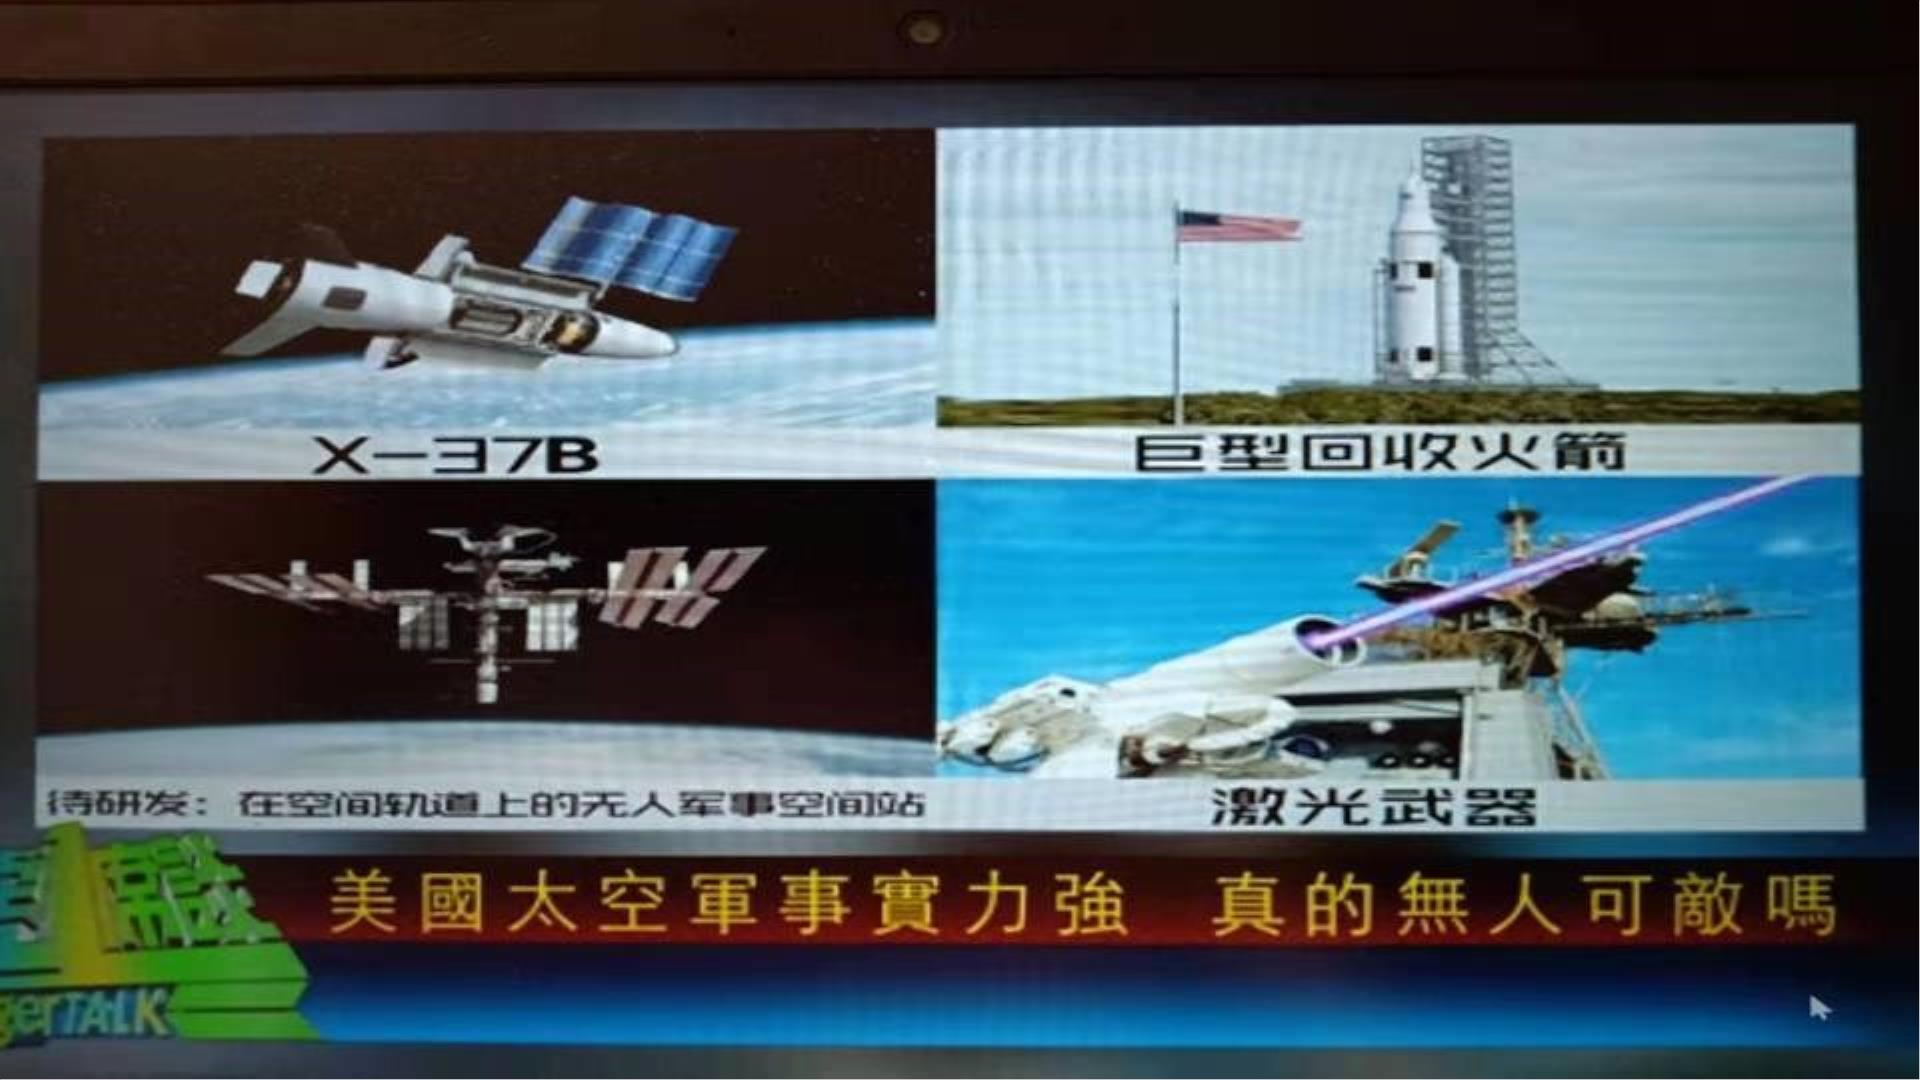 X-37B
巨型回收火箭
待研发：在空间轨道上的无人军事空间站
激光武器
美國太空軍事實力強 真的無人可敵嗎
gerTALK